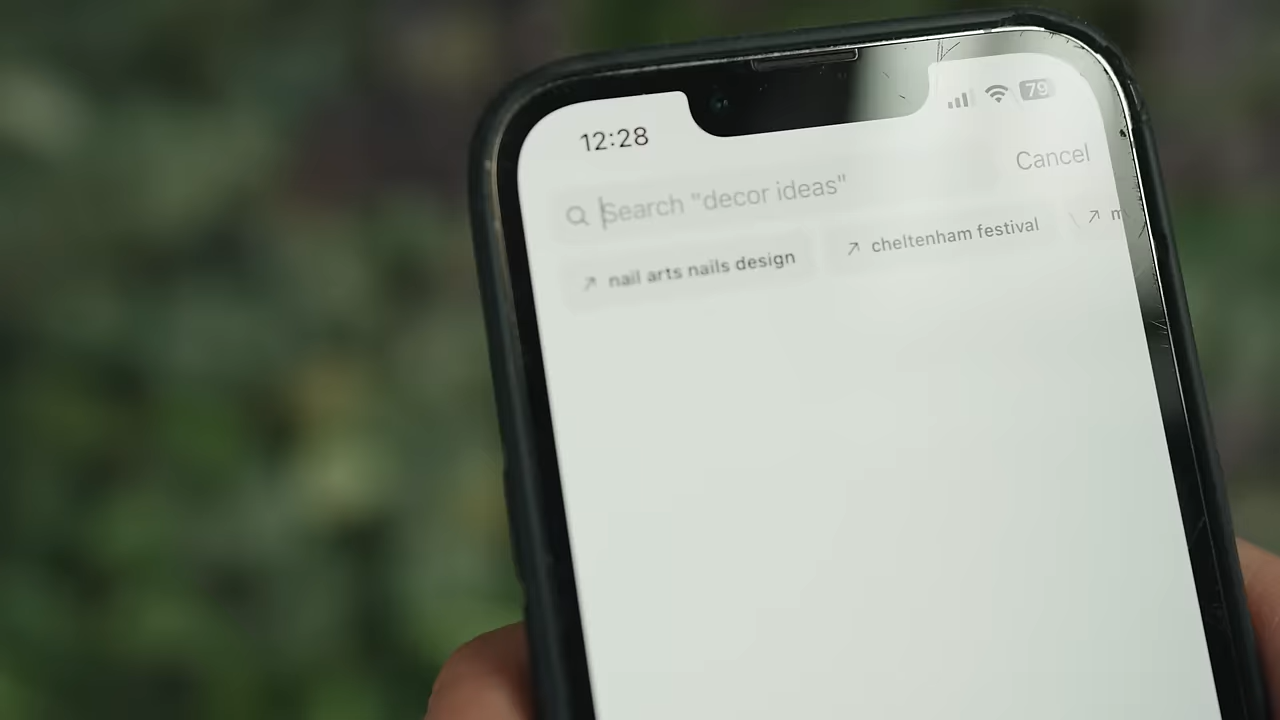 12:28
79
Search "decor ideas"
Cancel
nail arts nails design
cheltenham festival